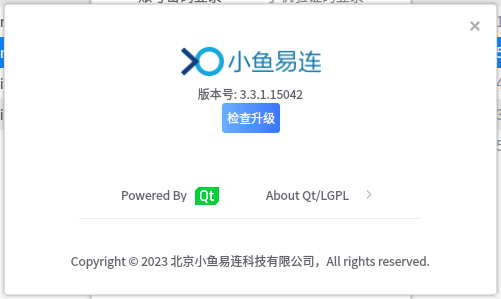 小鱼易连
版本号: 3.3.1.15042
检查升级
Powered By Qt
About Qt/LGPL
Copyright © 2023 北京小鱼易连科技有限公司，All rights reserved.